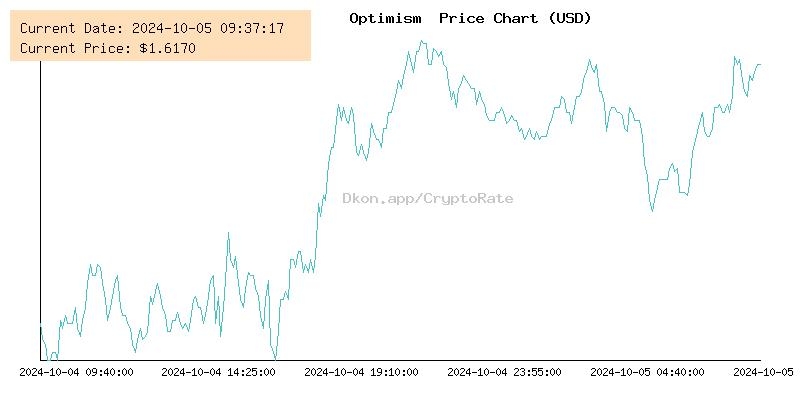 Optimism  Price Chart (USD)
Current Date: 2024-10-05 09:37:17
Current Price: $1.6170
Dkon.app/CryptoRate
2024-10-04 09:40:00 2024-10-04 14:25:00 2024-10-04 19:10:00 2024-10-04 23:55:00 2024-10-05 04:40:00 2024-10-05